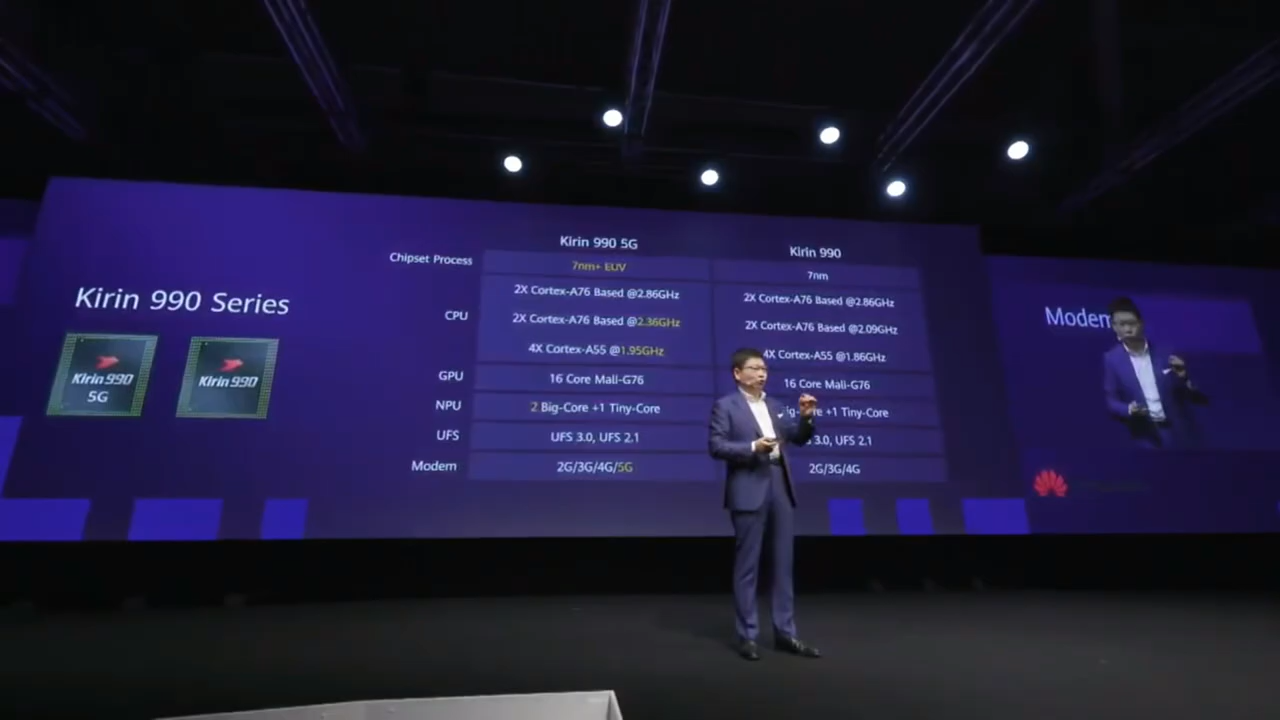 Kirin 990 Series
Kirin990
5G
Kirin990
Kirin 990 5G
Kirin 990
Chipset Process
7nm+ EUV
7nm
CPU
2X Cortex-A76 Based @2.86GHz
2X Cortex-A76 Based @2.86GHz
2X Cortex-A76 Based @2.36GHz
2X Cortex-A76 Based @2.09GHz
4X Cortex-A55 @1.95GHz
4X Cortex-A55 @1.86GHz
GPU
16 Core Mali-G76
16 Core Mali-G76
NPU
2 Big-Core +1 Tiny-Core
+1 Tiny-Core
UFS
UFS 3.0, UFS 2.1
3.0, UFS 2.1
Modem
2G/3G/4G/5G
2G/3G/4G
Modem